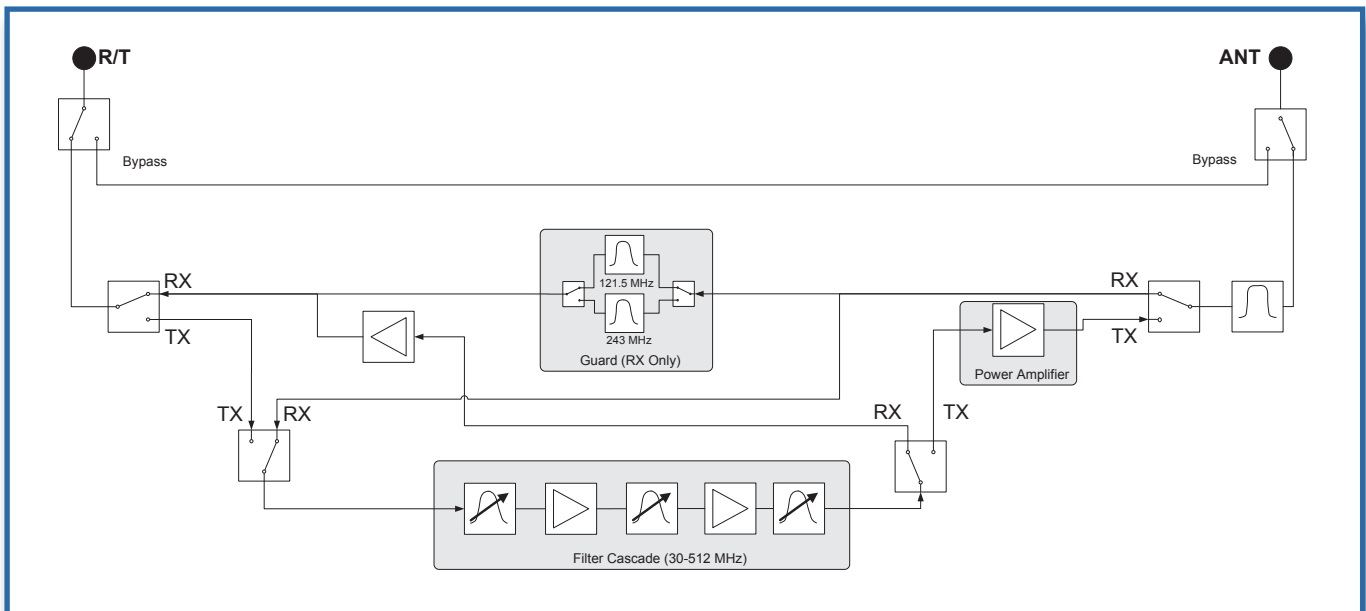 R/T
ANT
Bypass
Bypass
RX
121.5 MHz
RX
TX
243 MHz
Guard (RX Only)
TX
Power Amplifier
TX
RX
RX
TX
Filter Cascade (30-512 MHz)